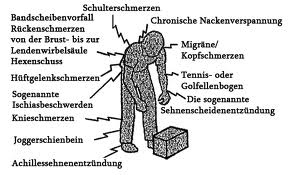 Schulterschmerzen
Bandscheibenvorfall
Rückenschmerzen
von der Brust- bis zur
Lendenwirbelsäule
Hexenschuss
Hüftgelenkschmerzen
Sogenannte
Ischiasbeschwerden
Knieschmerzen
Joggerschienbein
Achillessehnenentzündung
Chronische Nackenverspannung
Migräne/
Kopfschmerzen
Tennis- oder
Golfellenbogen
Die sogenannte
Sehnenscheidenentzündung